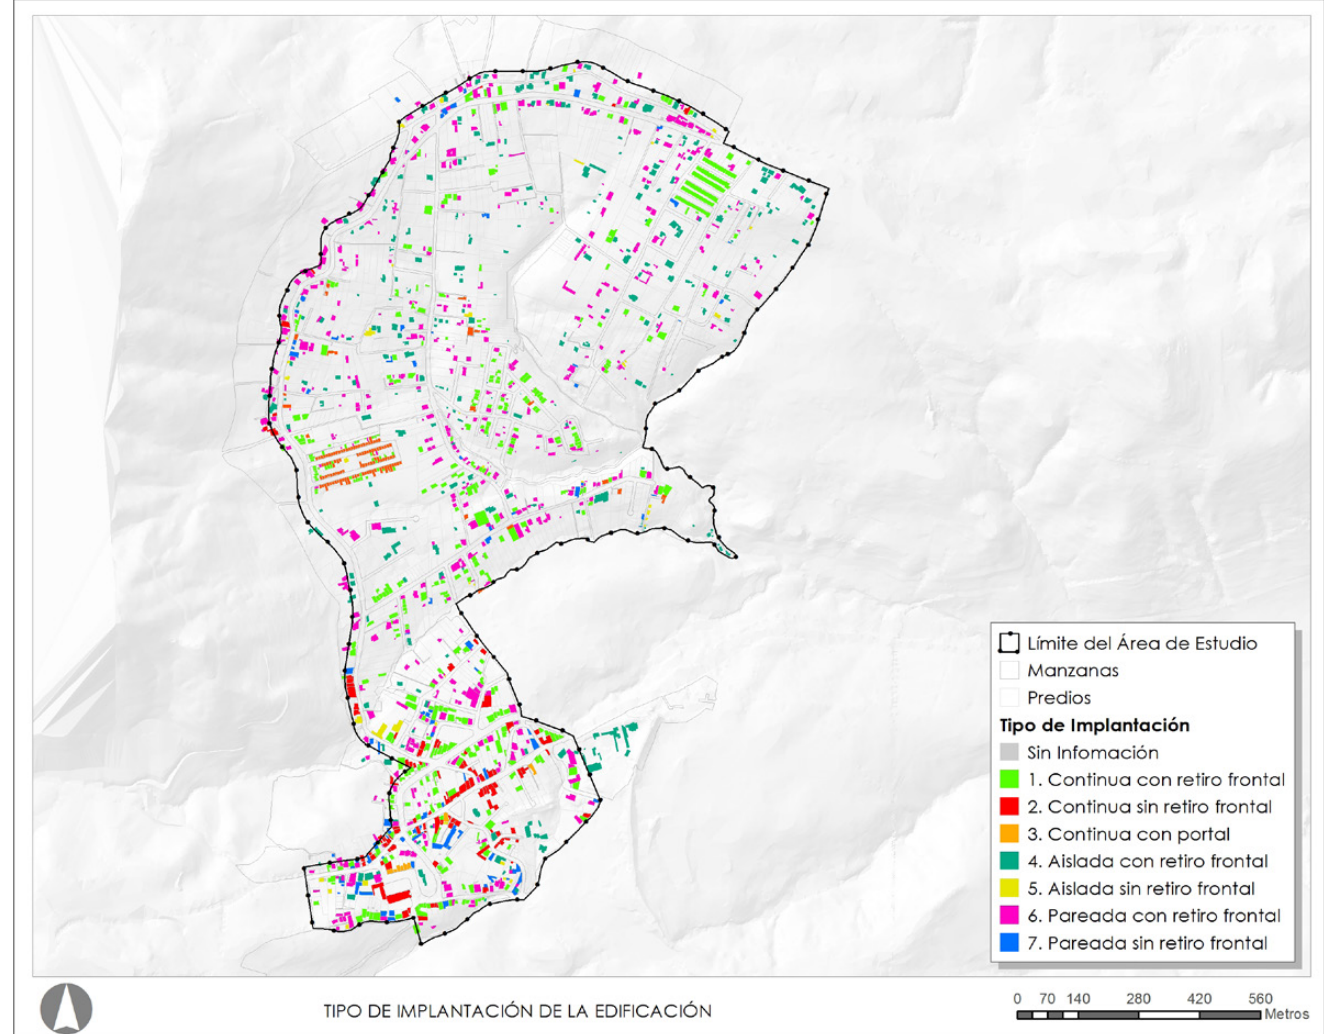 Límite del Área de Estudio
Manzanas
Predios
Tipo de Implantación
Sin Infomación
1. Continua con retiro frontal
2. Continua sin retiro frontal
3. Continua con portal
4. Aislada con retiro frontal
5. Aislada sin retiro frontal
6. Pareada con retiro frontal
7. Pareada sin retiro frontal
TIPO DE IMPLANTACIÓN DE LA EDIFICACIÓN
0 70 140 280 420 560
Metros